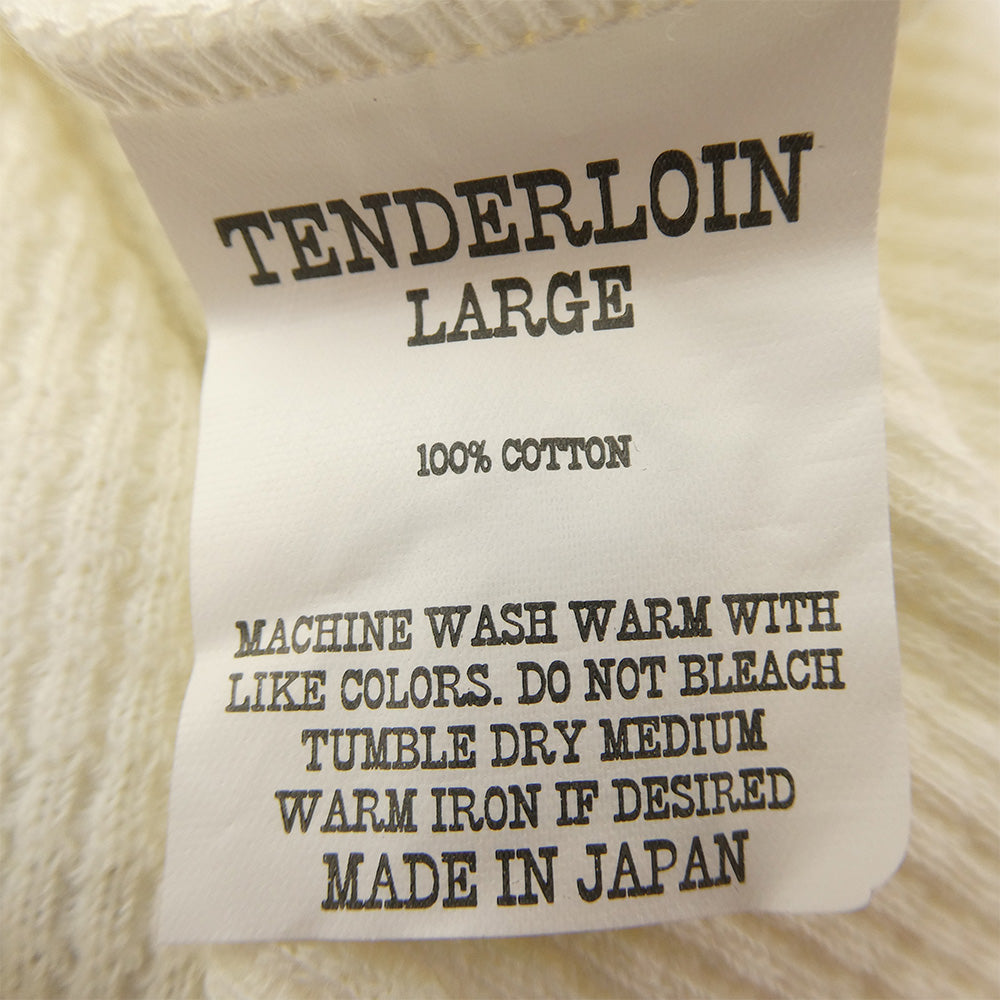 TENDERLOIN
LARGE
100% COTTON
MACHINE WASH WARM WITH
LIKE COLORS. DO NOT BLEACH
TUMBLE DRY MEDIUM
WARM IRON IF DESIRED
MADE IN JAPAN